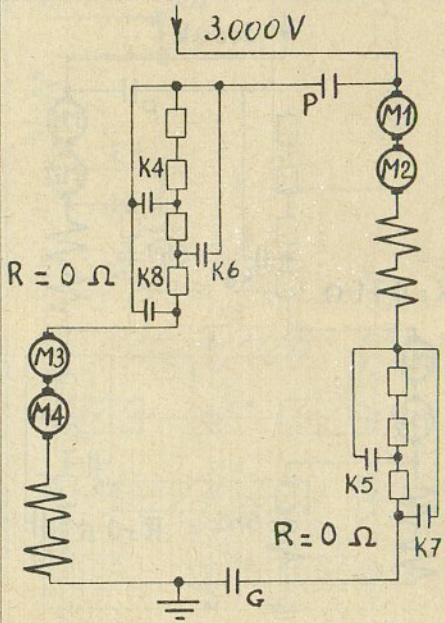 3.000V
P
M1
M2
K4
K6
K8
R = 0 Ω
M3
M4
K5
R = 0 Ω
K7
G